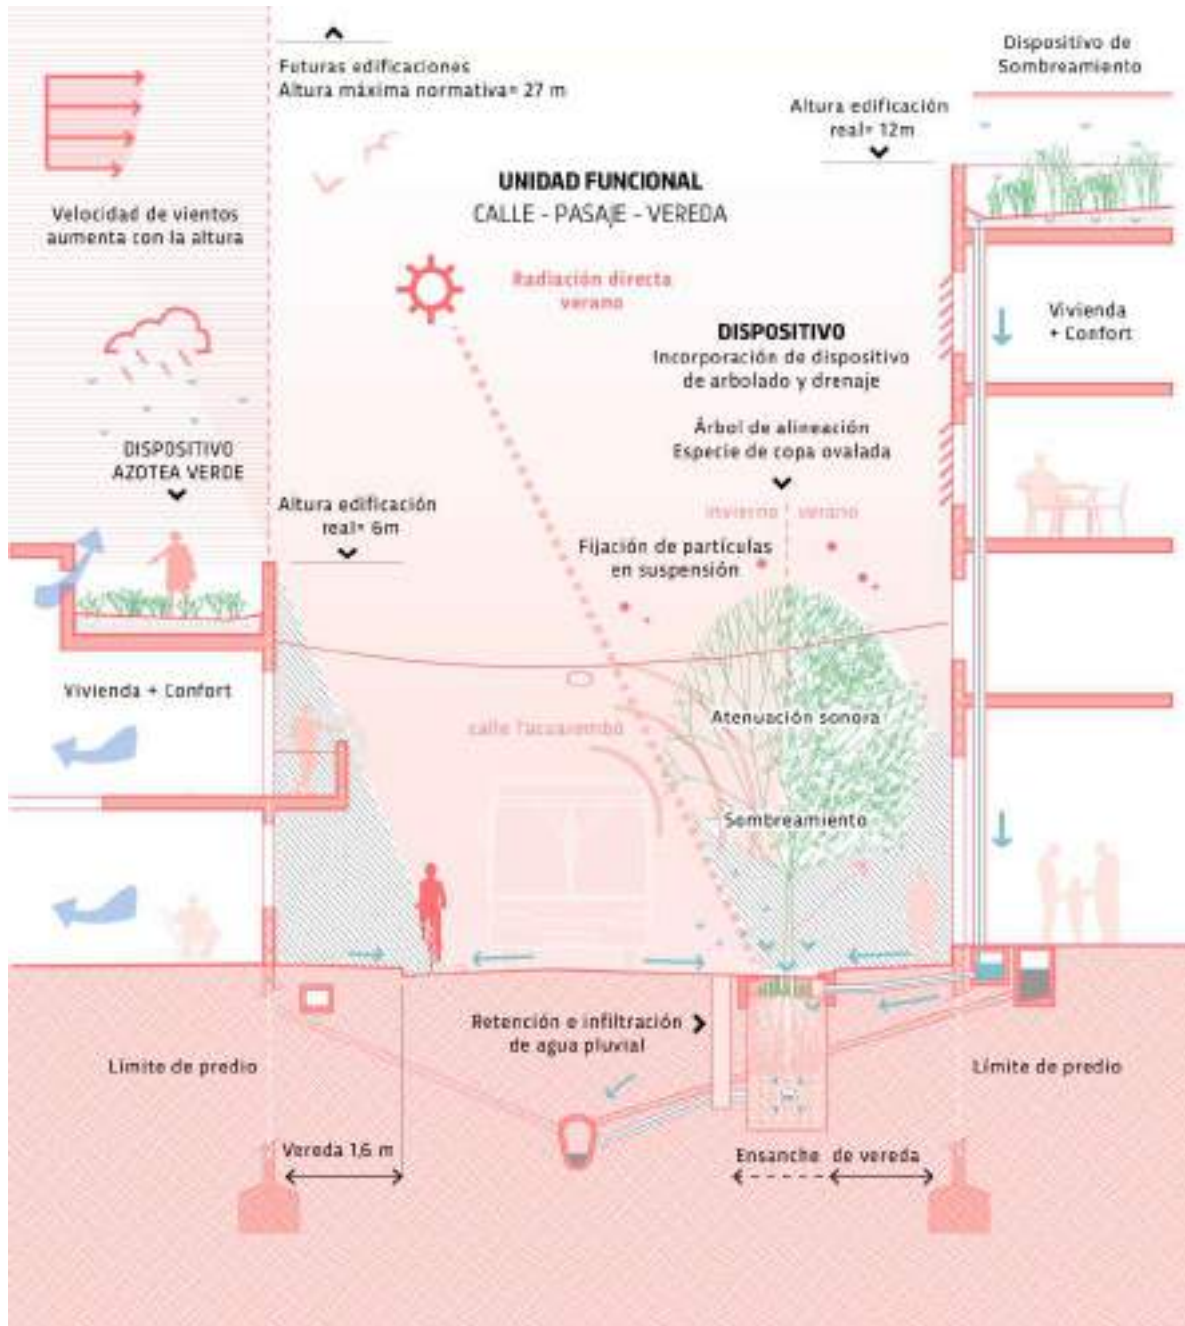 Futuras edificaciones
Altura máxima normativa= 27 m
Dispositivo de
Sombreamiento
Altura edificación
real= 12m
UNIDAD FUNCIONAL
CALLE - PASAJE - VEREDA
Velocidad de vientos
aumenta con la altura
Radiación directa
verano
Vivienda
+ Confort
DISPOSITIVO
Incorporación de dispositivo
de arbolado y drenaje
Árbol de alineación
Especie de copa ovalada
DISPOSITIVO
AZOTEA VERDE
Altura edificación
real= 6m
invierno verano
Fijación de partículas
en suspensión
Vivienda + Confort
Atenuación sonora
calle Tacuarembó
Sombreamiento
Retención e infiltración
de agua pluvial
Límite de predio
Límite de predio
Vereda 1,6 m
Ensanche de vereda